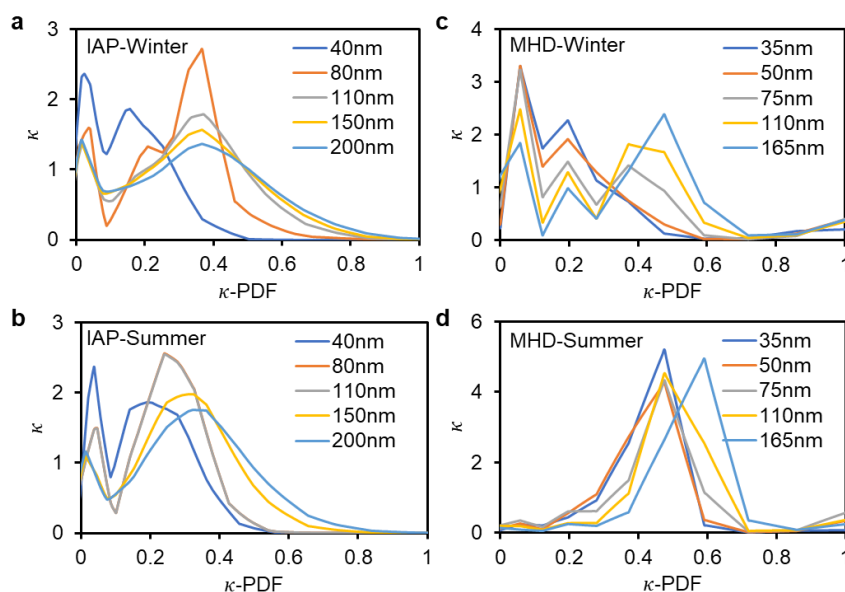 a
IAP-Winter
40nm
80nm
110nm
150nm
200nm
3
2
1
0
κ
0 0.2 0.4 0.6 0.8 1
κ-PDF
b
IAP-Summer
40nm
80nm
110nm
150nm
200nm
3
2
1
0
κ
0 0.2 0.4 0.6 0.8 1
κ-PDF
c
MHD-Winter
35nm
50nm
75nm
110nm
165nm
4
3
2
1
0
κ
0 0.2 0.4 0.6 0.8 1
κ-PDF
d
MHD-Summer
35nm
50nm
75nm
110nm
165nm
6
4
2
0
κ
0 0.2 0.4 0.6 0.8 1
κ-PDF